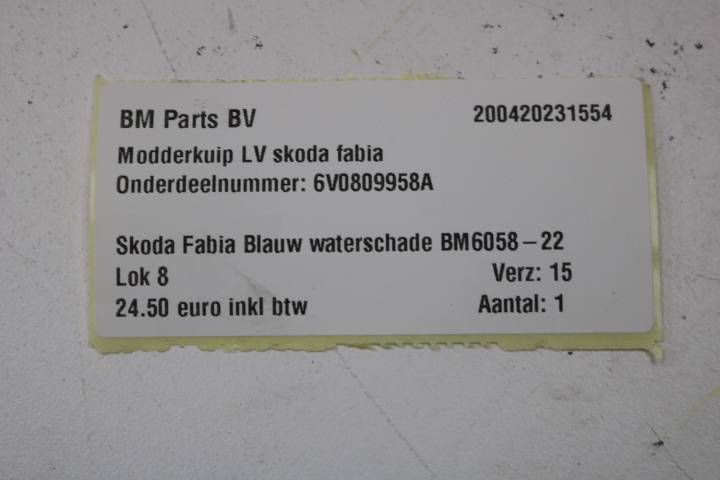 BM Parts BV 200420231554
Modderkuip LV skoda fabia
Onderdeelnummer: 6V0809958A
Skoda Fabia Blauw waterschade BM6058-22
Lok 8 Verz: 15
24.50 euro inkl btw Aantal: 1